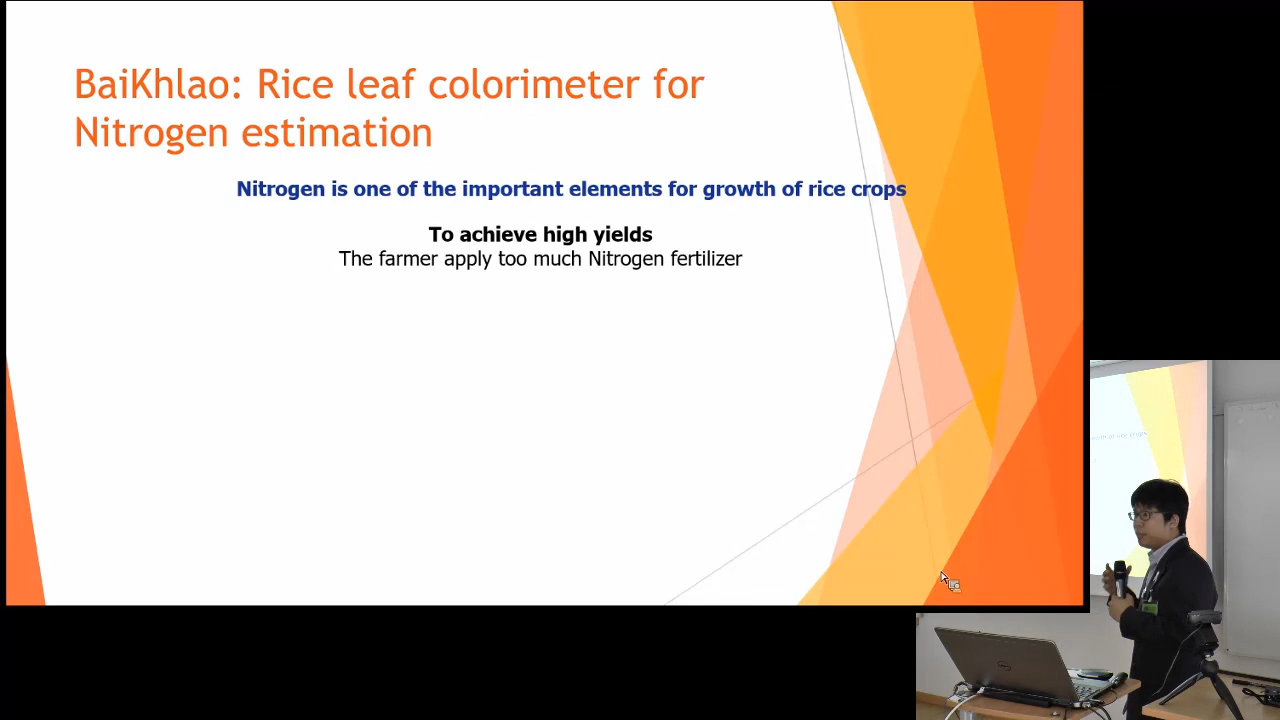 BaiKhlao: Rice leaf colorimeter for
Nitrogen estimation
Nitrogen is one of the important elements for growth of rice crops
To achieve high yields
The farmer apply too much Nitrogen fertilizer